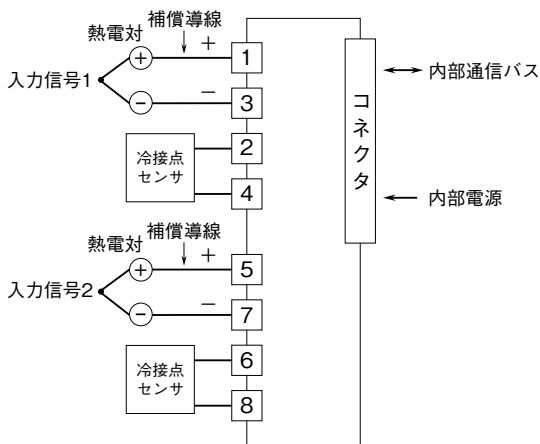 補償導線
熱電対
+
+
1
入力信号1
コネクタ
内部通信バス
−
−
3
冷接点
センサ
2
4
内部電源
補償導線
熱電対
+
+
5
入力信号2
−
−
7
冷接点
センサ
6
8